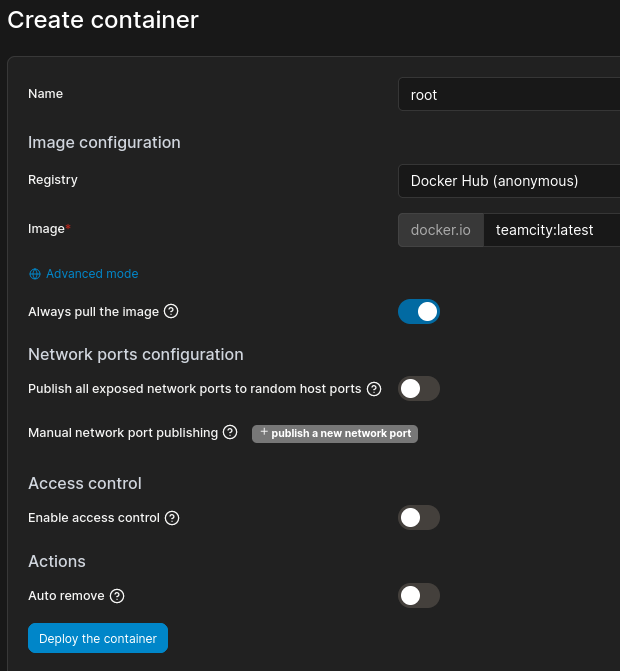 Create container
Name
root
Image configuration
Registry
Docker Hub (anonymous)
Image*
docker.io
teamcity:latest
Advanced mode
Always pull the image
Network ports configuration
Publish all exposed network ports to random host ports
Manual network port publishing
+ publish a new network port
Access control
Enable access control
Actions
Auto remove
Deploy the container